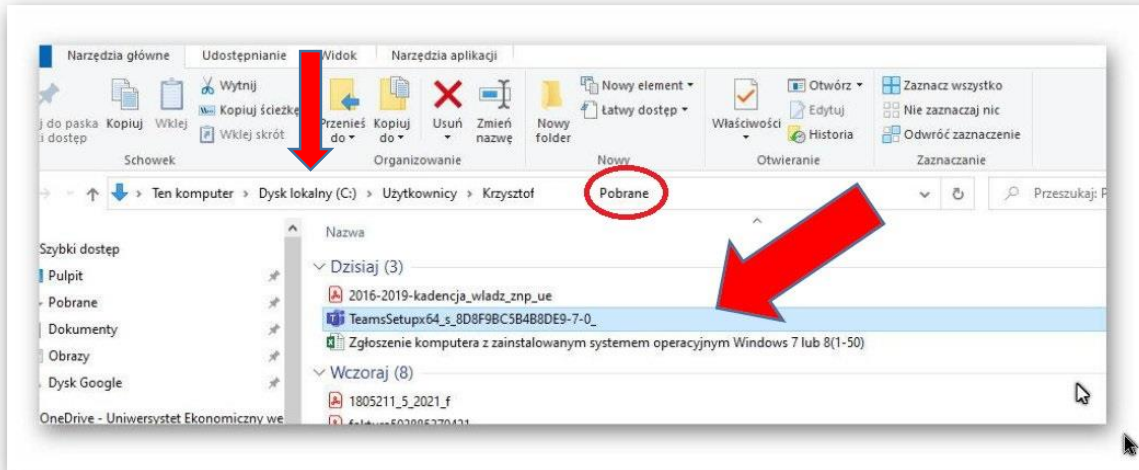 Narzędzia główne Udostępnianie Widok Narzędzia aplikacji
Wytnij
Kopiuj ścieżkę
Wklej skrót
j do paska
i dostęp
Kopiuj
Wklej
Schowek
Przenieś do
Kopiuj do
Usuń
Zmień nazwę
Organizowanie
Nowy folder
Nowy element
Łatwy dostęp
Nowy
Właściwości
Otwórz
Edytuj
Historia
Otwieranie
Zaznacz wszystko
Nie zaznaczaj nic
Odwróć zaznaczenie
Zaznaczanie
Ten komputer > Dysk lokalny (C:) > Użytkownicy > Krzysztof Pobrane
Przeszukaj: P
Szybki dostęp
Pulpit
Pobrane
Dokumenty
Obrazy
Dysk Google
OneDrive - Uniwersystet Ekonomiczny we
Nazwa
Dzisiaj (3)
2016-2019-kadencja_wladz_znp_ue
TeamsSetupx64_s_8D8F9BC5B4B8DE9-7-0_
Zgłoszenie komputera z zainstalowanym systemem operacyjnym Windows 7 lub 8(1-50)
Wczoraj (8)
1805211_5_2021_f